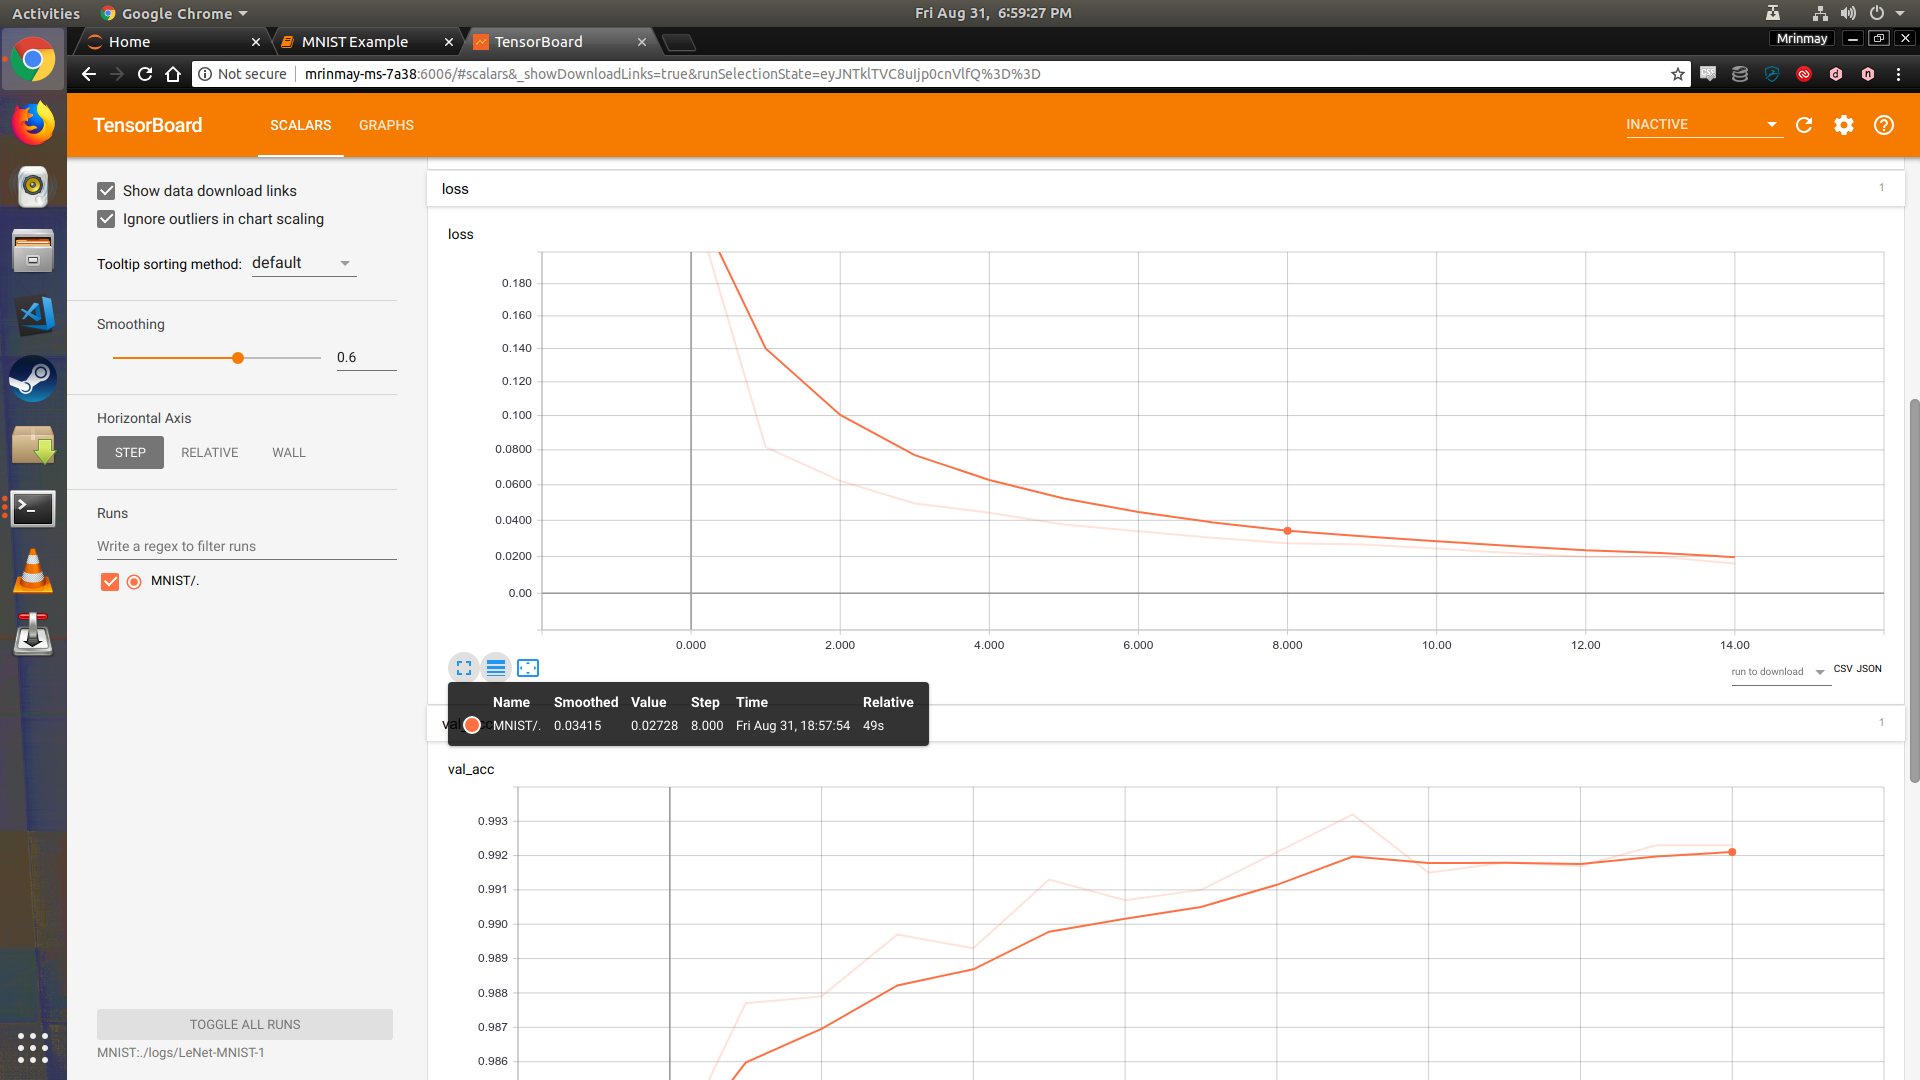 Activities Google Chrome Fri Aug 31, 6:59:27 PM
Home MNIST Example TensorBoard Mrinmay
Not secure mrinmay-ms-7a38:6006/#scalars&_showDownloadLinks=true&runSelectionState=eyJNTklTVC8uIjp0cnVlfQ%3D%3D
TensorBoard SCALARS GRAPHS INACTIVE
Show data download links
Ignore outliers in chart scaling
Tooltip sorting method: default
Smoothing
0.6
Horizontal Axis
STEP RELATIVE WALL
Runs
Write a regex to filter runs
MNIST/.
TOGGLE ALL RUNS
MNIST:./logs/LeNet-MNIST-1
loss 1
loss
0.180
0.160
0.140
0.120
0.100
0.0800
0.0600
0.0400
0.0200
0.00
0.000 2.000 4.000 6.000 8.000 10.00 12.00 14.00
run to download CSV JSON
Name Smoothed Value Step Time Relative
MNIST/. 0.03415 0.02728 8.000 Fri Aug 31, 18:57:54 49s
1
val_acc
0.993
0.992
0.991
0.990
0.989
0.988
0.987
0.986